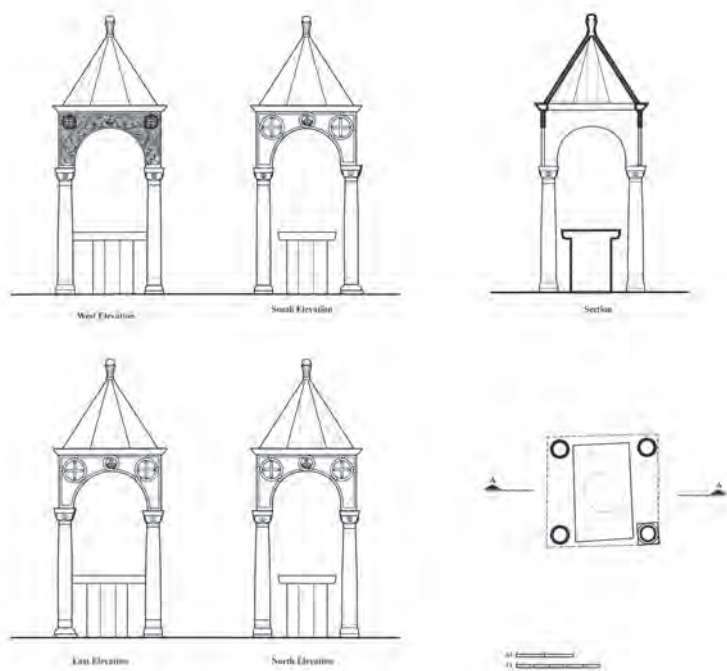 West Elevation
South Elevation
Section
A
A
East Elevation
North Elevation